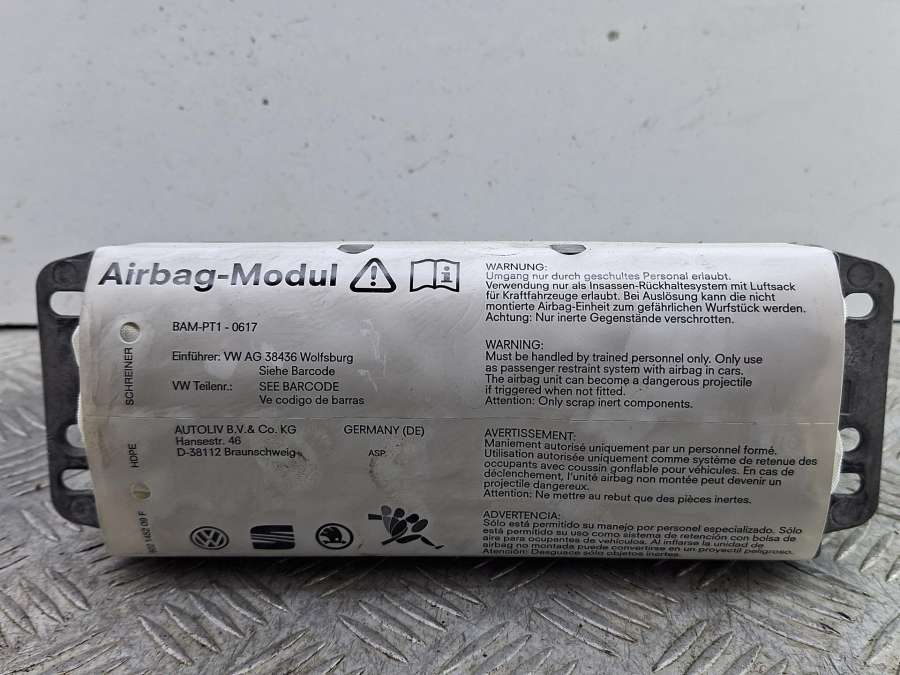 Airbag-Modul
BAM-PT1 - 0617
Einführer: VW AG 38436 Wolfsburg
Siehe Barcode
VW Teilenr.: SEE BARCODE
Ve codigo de barras
AUTOLIV B.V.& Co. KG GERMANY (DE)
Hansestr. 46
D-38112 Braunschweig ASP.
SCHREINER
HDPE
WARNUNG:
Umgang nur durch geschultes Personal erlaubt.
Verwendung nur als Insassen-Rückhaltesystem mit Luftsack
für Kraftfahrzeuge erlaubt. Bei Auslösung kann die nicht
montierte Airbag-Einheit zum gefährlichen Wurfstück werden.
Achtung: Nur inerte Gegenstände verschrotten.
WARNING:
Must be handled by trained personnel only. Only use
as passenger restraint system with airbag in cars.
The airbag unit can become a dangerous projectile
if triggered when not fitted.
Attention: Only scrap inert components.
AVERTISSEMENT:
Maniement autorisé uniquement par un personnel formé.
Utilisation autorisée uniquement comme système de retenue des
occupants avec coussin gonflable pour véhicules. En cas de
déclenchement, l'unité airbag non montée peut devenir un
projectile dangereux.
Attention: Ne mettre au rebut que des pièces inertes.
ADVERTENCIA:
Sólo está permitido su manejo por personel especializado. Sólo
está permitido su uso como sistema de retención con bolsa de
aire para ocupantes de vehículos. Al inflarse la unidad de
airbag no montada puede convertirse en un proyectil peligroso.
Atención: Desguace sólo objetos inertes.